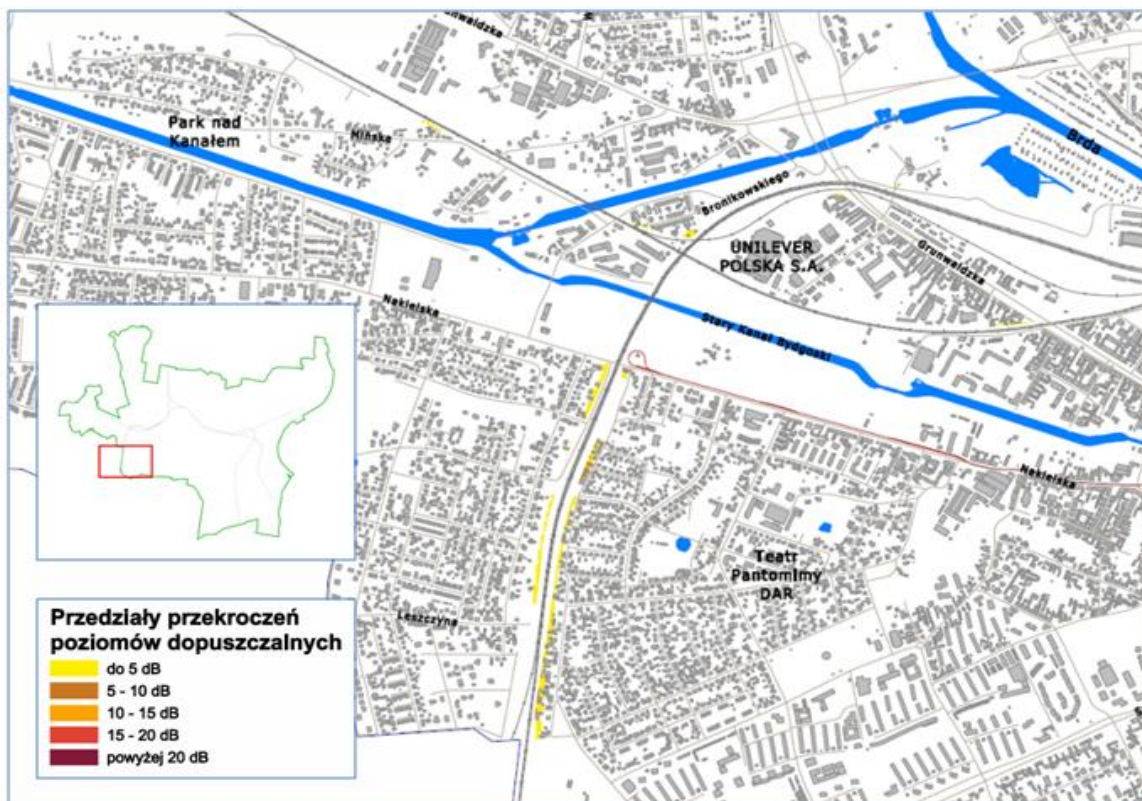 Grunwaldzka
Park nad
Kanałem
Mińska
Brda
Bronikowskiego
UNILEVER
POLSKA S.A.
Grunwaldzka
Nakielska
Stary Kanał Bydgoski
Nakielska
Teatr
Pantomimy
DAR
Leszczyna
Przedziały przekroczeń
poziomów dopuszczalnych
do 5 dB
5 - 10 dB
10 - 15 dB
15 - 20 dB
powyżej 20 dB